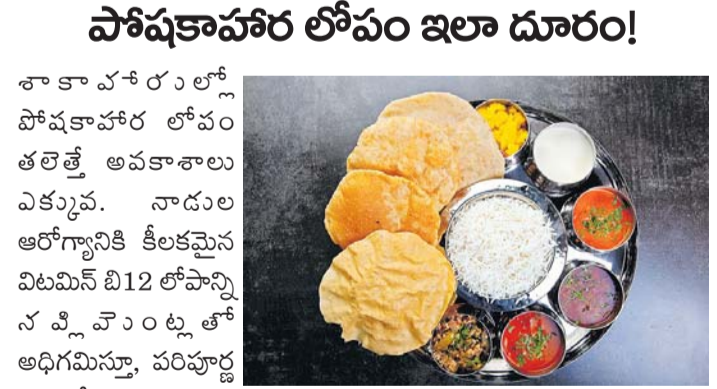 పోషకాహార లోపం ఇలా దూరం!
శాకాహారుల్లో
పోషకాహార లోపం
తలెత్తే అవకాశాలు
ఎక్కువ. నాడుల
ఆరోగ్యానికి కీలకమైన
విటమిన్ బి12 లోపాన్ని
సప్లిమెంట్లతో
అధిగమిస్తూ, పరిపూర్ణ